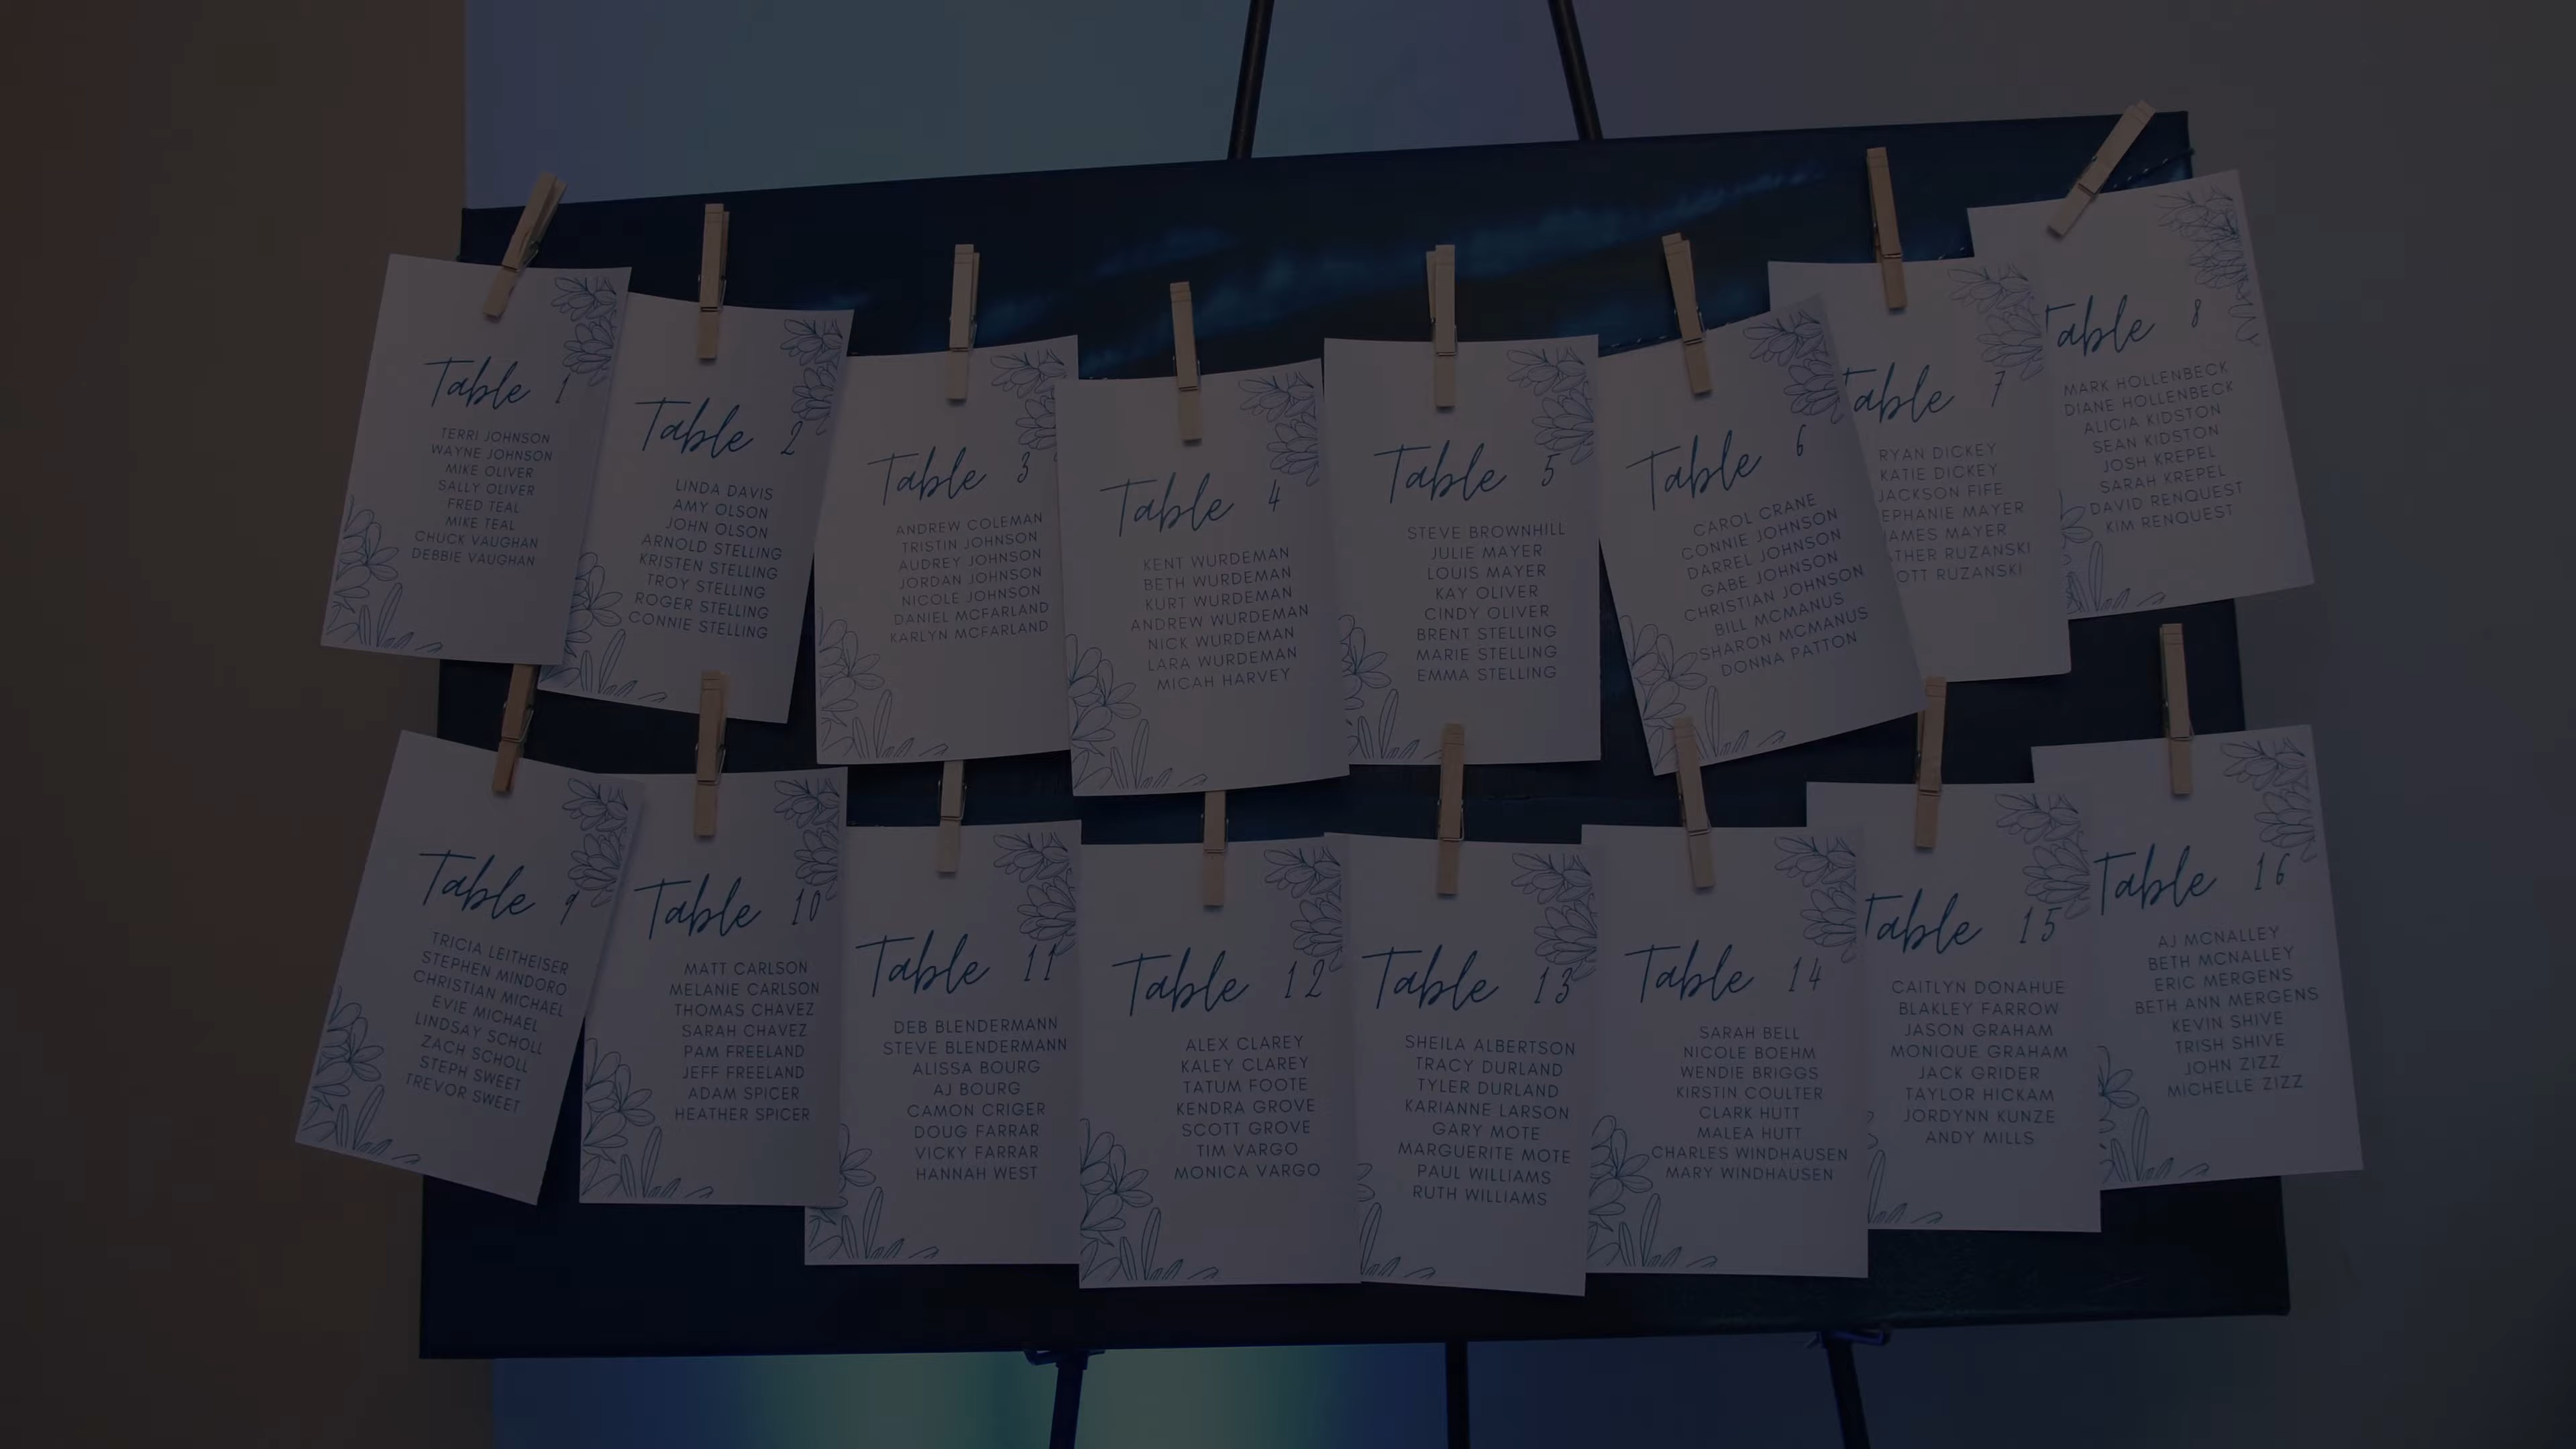 Table 1
TERRI JOHNSON
WAYNE JOHNSON
MIKE OLIVER
SALLY OLIVER
FRED TEAL
MIKE TEAL
CHUCK VAUGHAN
DEBBIE VAUGHAN
Table 2
LINDA DAVIS
AMY OLSON
JOHN OLSON
ARNOLD STELLING
KRISTEN STELLING
TROY STELLING
ROGER STELLING
CONNIE STELLING
Table 3
ANDREW COLEMAN
TRISTIN JOHNSON
AUDREY JOHNSON
JORDAN JOHNSON
NICOLE JOHNSON
DANIEL MCFARLAND
KARLYN MCFARLAND
Table 4
KENT WURDEMAN
BETH WURDEMAN
KURT WURDEMAN
ANDREW WURDEMAN
NICK WURDEMAN
LARA WURDEMAN
MICAH HARVEY
Table 5
STEVE BROWNHILL
JULIE MAYER
LOUIS MAYER
KAY OLIVER
CINDY OLIVER
BRENT STELLING
MARIE STELLING
EMMA STELLING
Table 6
CAROL CRANE
CONNIE JOHNSON
DARREL JOHNSON
GABE JOHNSON
CHRISTIAN JOHNSON
BILL MCMANUS
SHARON MCMANUS
DONNA PATTON
Table 7
RYAN DICKEY
KATIE DICKEY
JACKSON FIFE
EPHANIE MAYER
JAMES MAYER
THER RUZANSKI
OTT RUZANSKI
Table 8
MARK HOLLENBECK
DIANE HOLLENBECK
ALICIA KIDSTON
SEAN KIDSTON
JOSH KREPEL
SARAH KREPEL
DAVID RENQUEST
KIM RENQUEST
Table 9
TRICIA LEITHEISER
STEPHEN MINDORO
CHRISTIAN MICHAEL
EVIE MICHAEL
LINDSAY SCHOLL
ZACH SCHOLL
STEPH SWEET
TREVOR SWEET
Table 10
MATT CARLSON
MELANIE CARLSON
THOMAS CHAVEZ
SARAH CHAVEZ
PAM FREELAND
JEFF FREELAND
ADAM SPICER
HEATHER SPICER
Table 11
DEB BLENDERMANN
STEVE BLENDERMANN
ALISSA BOURG
AJ BOURG
CAMON CRIGER
DOUG FARRAR
VICKY FARRAR
HANNAH WEST
Table 12
ALEX CLAREY
KALEY CLAREY
TATUM FOOTE
KENDRA GROVE
SCOTT GROVE
TIM VARGO
MONICA VARGO
Table 13
SHEILA ALBERTSON
TRACY DURLAND
TYLER DURLAND
KARIANNE LARSON
GARY MOTE
MARGUERITE MOTE
PAUL WILLIAMS
RUTH WILLIAMS
Table 14
SARAH BELL
NICOLE BOEHM
WENDIE BRIGGS
KIRSTIN COULTER
CLARK HUTT
MALEA HUTT
CHARLES WINDHAUSEN
MARY WINDHAUSEN
Table 15
CAITLYN DONAHUE
BLAKLEY FARROW
JASON GRAHAM
MONIQUE GRAHAM
JACK GRIDER
TAYLOR HICKAM
JORDYNN KUNZE
ANDY MILLS
Table 16
AJ MCNALLEY
BETH MCNALLEY
ERIC MERGENS
BETH ANN MERGENS
KEVIN SHIVE
TRISH SHIVE
JOHN ZIZZ
MICHELLE ZIZZ